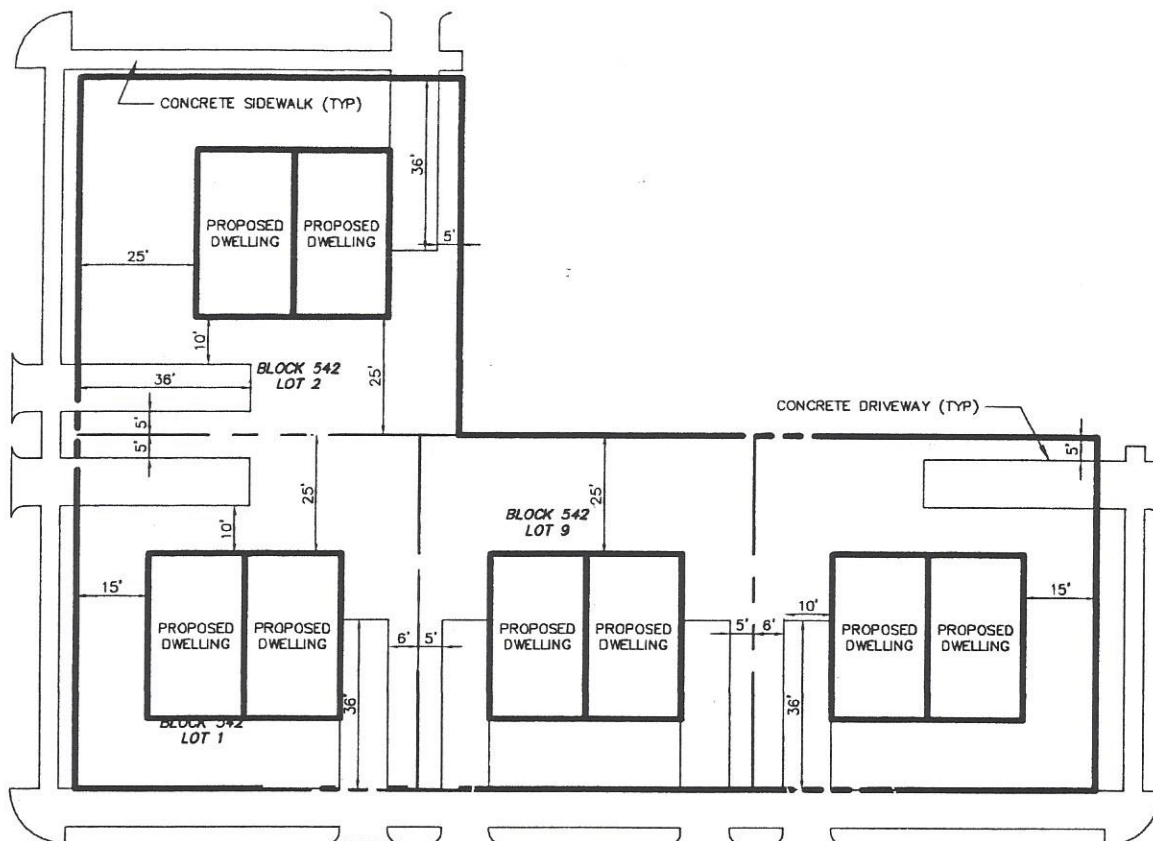 CONCRETE SIDEWALK (TYP)
36'
PROPOSED
DWELLING
PROPOSED
DWELLING
5'
25'
10'
BLOCK 542
LOT 2
25'
36'
CONCRETE DRIVEWAY (TYP)
5'
5'
5'
25'
25'
BLOCK 542
LOT 9
10'
15'
10'
15'
PROPOSED
DWELLING
PROPOSED
DWELLING
6'
5'
PROPOSED
DWELLING
PROPOSED
DWELLING
5'
6'
PROPOSED
DWELLING
PROPOSED
DWELLING
36'
36'
BLOCK 542
LOT 1